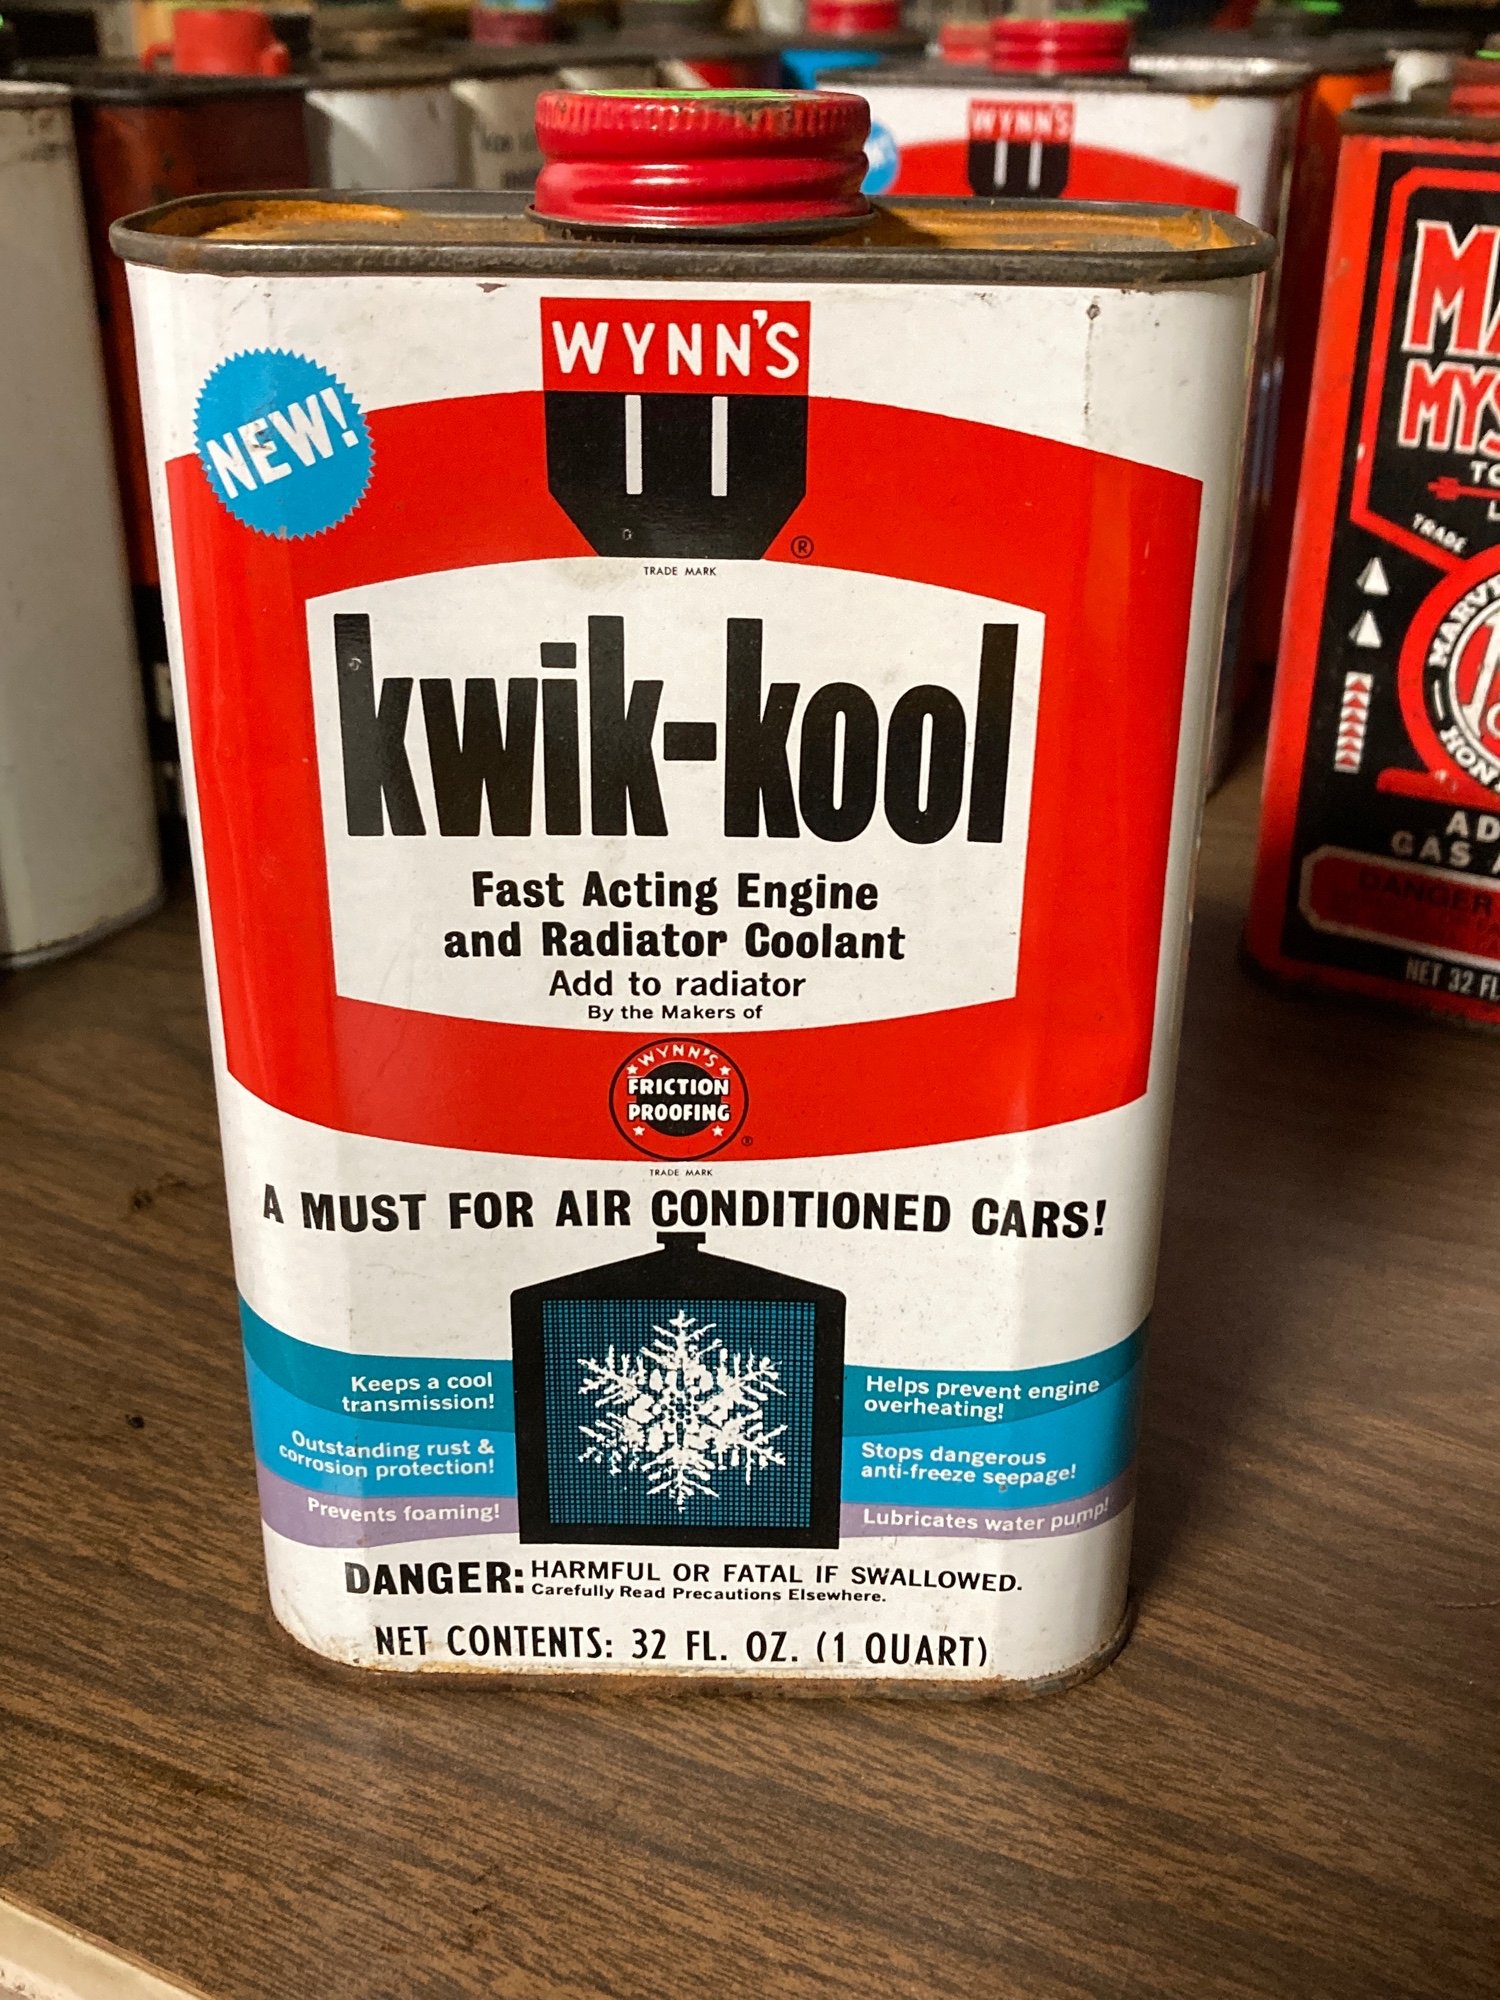 WYNN'S
NEW!
®
TRADE MARK
kwik-kool
Fast Acting Engine
and Radiator Coolant
Add to radiator
By the Makers of
WYNN'S
FRICTION
PROOFING
®
TRADE MARK
A MUST FOR AIR CONDITIONED CARS!
Keeps a cool
transmission!
Outstanding rust &
corrosion protection!
Prevents foaming!
Helps prevent engine
overheating!
Stops dangerous
anti-freeze seepage!
Lubricates water pump!
DANGER: HARMFUL OR FATAL IF SWALLOWED.
Carefully Read Precautions Elsewhere.
NET CONTENTS: 32 FL. OZ. (1 QUART)
WYNN'S
TRADE
GAS
DANGER
NET 32 FL